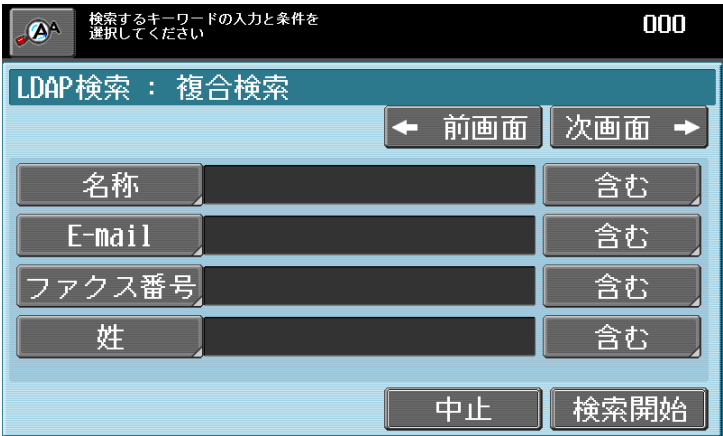 検索するキーワードの入力と条件を
選択してください
000
LDAP検索 : 複合検索
← 前画面
次画面 →
名称 含む
E-mail 含む
ファクス番号 含む
姓 含む
中止
検索開始